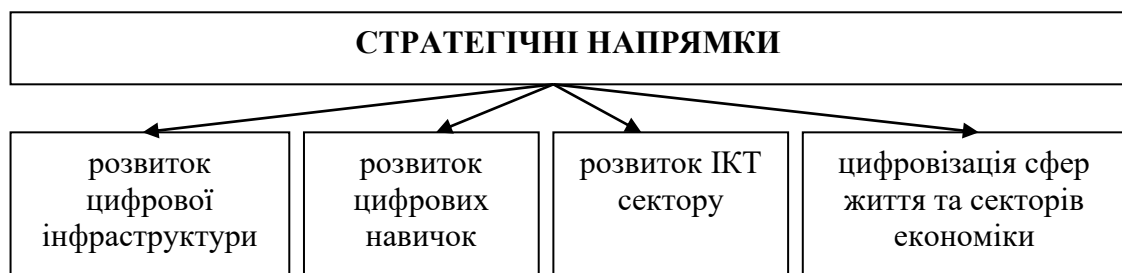 СТРАТЕГІЧНІ НАПРЯМКИ
розвиток
цифрової
інфраструктури
розвиток
цифрових
навичок
розвиток ІКТ
сектору
цифровізація сфер
життя та секторів
економіки